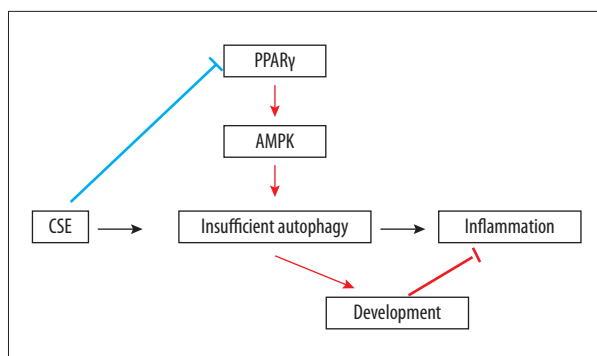 PPARγ
AMPK
CSE
Insufficient autophagy
Inflammation
Development